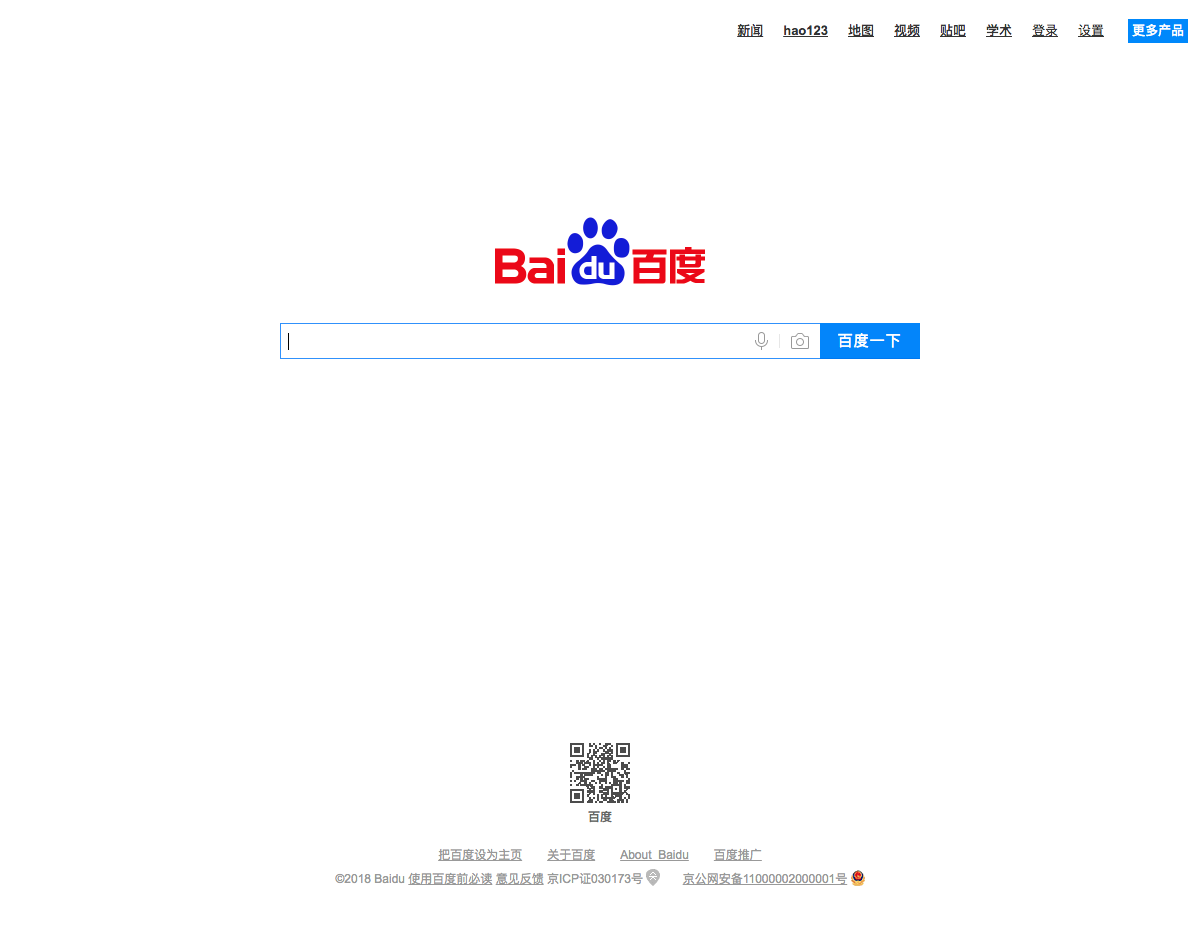 新闻 hao123 地图 视频 贴吧 学术 登录 设置 更多产品
Bai du 百度
百度一下
百度
把百度设为主页 关于百度 About Baidu 百度推广
©2018 Baidu 使用百度前必读 意见反馈 京ICP证030173号 京公网安备11000002000001号